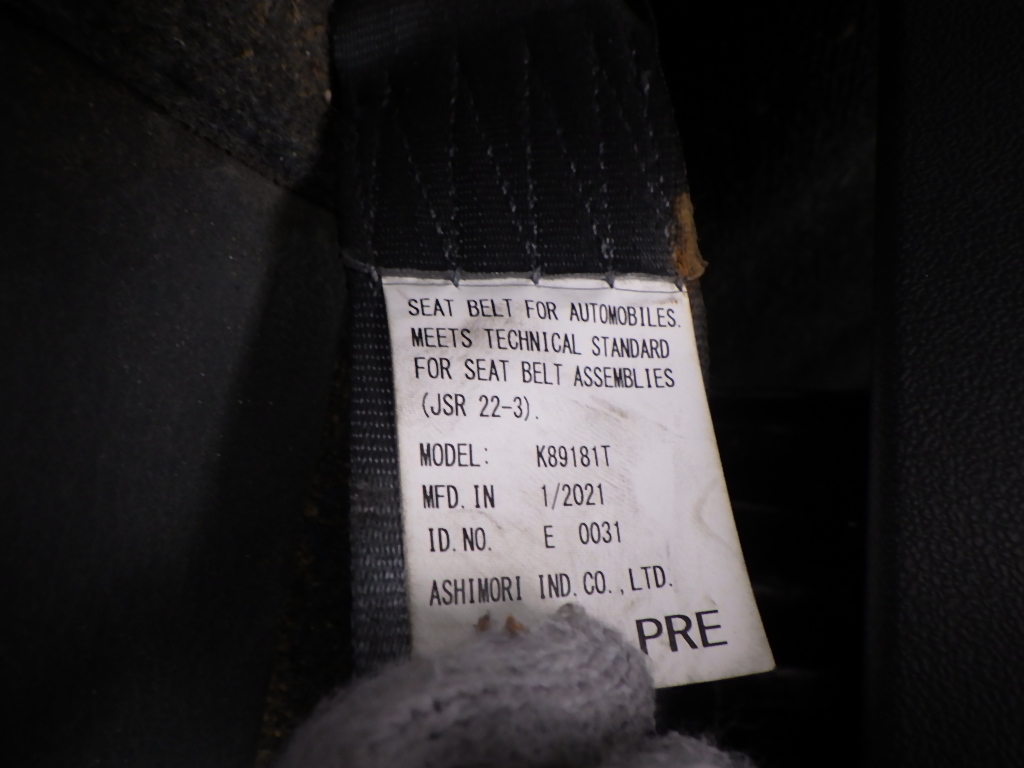 SEAT BELT FOR AUTOMOBILES.
MEETS TECHNICAL STANDARD
FOR SEAT BELT ASSEMBLIES
(JSR 22-3).
MODEL: K89181T
MFD. IN 1/2021
ID. NO. E 0031
ASHIMORI IND. CO., LTD.
PRE